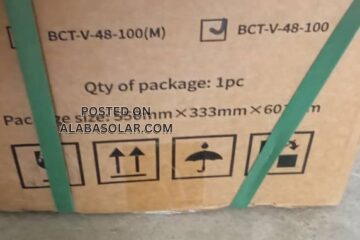 BCT-V-48-100(M) BCT-V-48-100
Qty of package: 1pc
size: 333mm×
POSTED ON
ALABASOLAR.COM